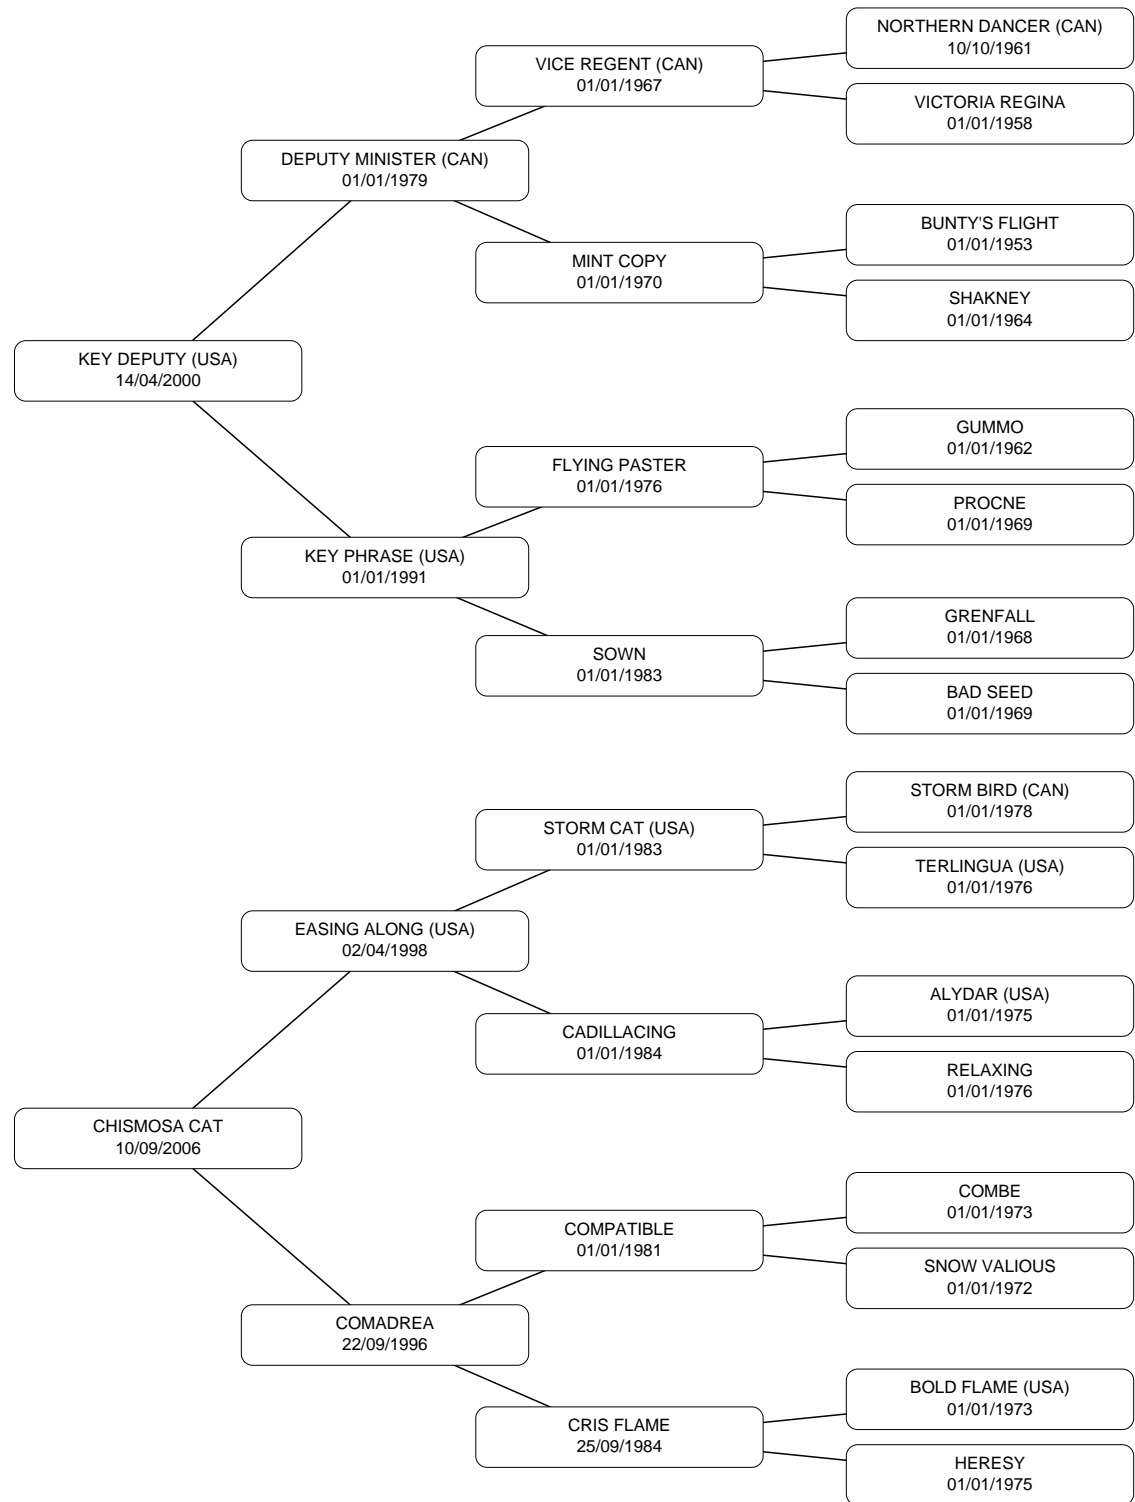 NORTHERN DANCER (CAN)
10/10/1961
VICE REGENT (CAN)
01/01/1967
VICTORIA REGINA
01/01/1958
DEPUTY MINISTER (CAN)
01/01/1979
BUNTY'S FLIGHT
01/01/1953
MINT COPY
01/01/1970
SHAKNEY
01/01/1964
KEY DEPUTY (USA)
14/04/2000
GUMMO
01/01/1962
FLYING PASTER
01/01/1976
PROCNE
01/01/1969
KEY PHRASE (USA)
01/01/1991
GRENFALL
01/01/1968
SOWN
01/01/1983
BAD SEED
01/01/1969
STORM BIRD (CAN)
01/01/1978
STORM CAT (USA)
01/01/1983
TERLINGUA (USA)
01/01/1976
EASING ALONG (USA)
02/04/1998
ALYDAR (USA)
01/01/1975
CADILLACING
01/01/1984
RELAXING
01/01/1976
CHISMOSA CAT
10/09/2006
COMBE
01/01/1973
COMPATIBLE
01/01/1981
SNOW VALIOUS
01/01/1972
COMADREA
22/09/1996
BOLD FLAME (USA)
01/01/1973
CRIS FLAME
25/09/1984
HERESY
01/01/1975